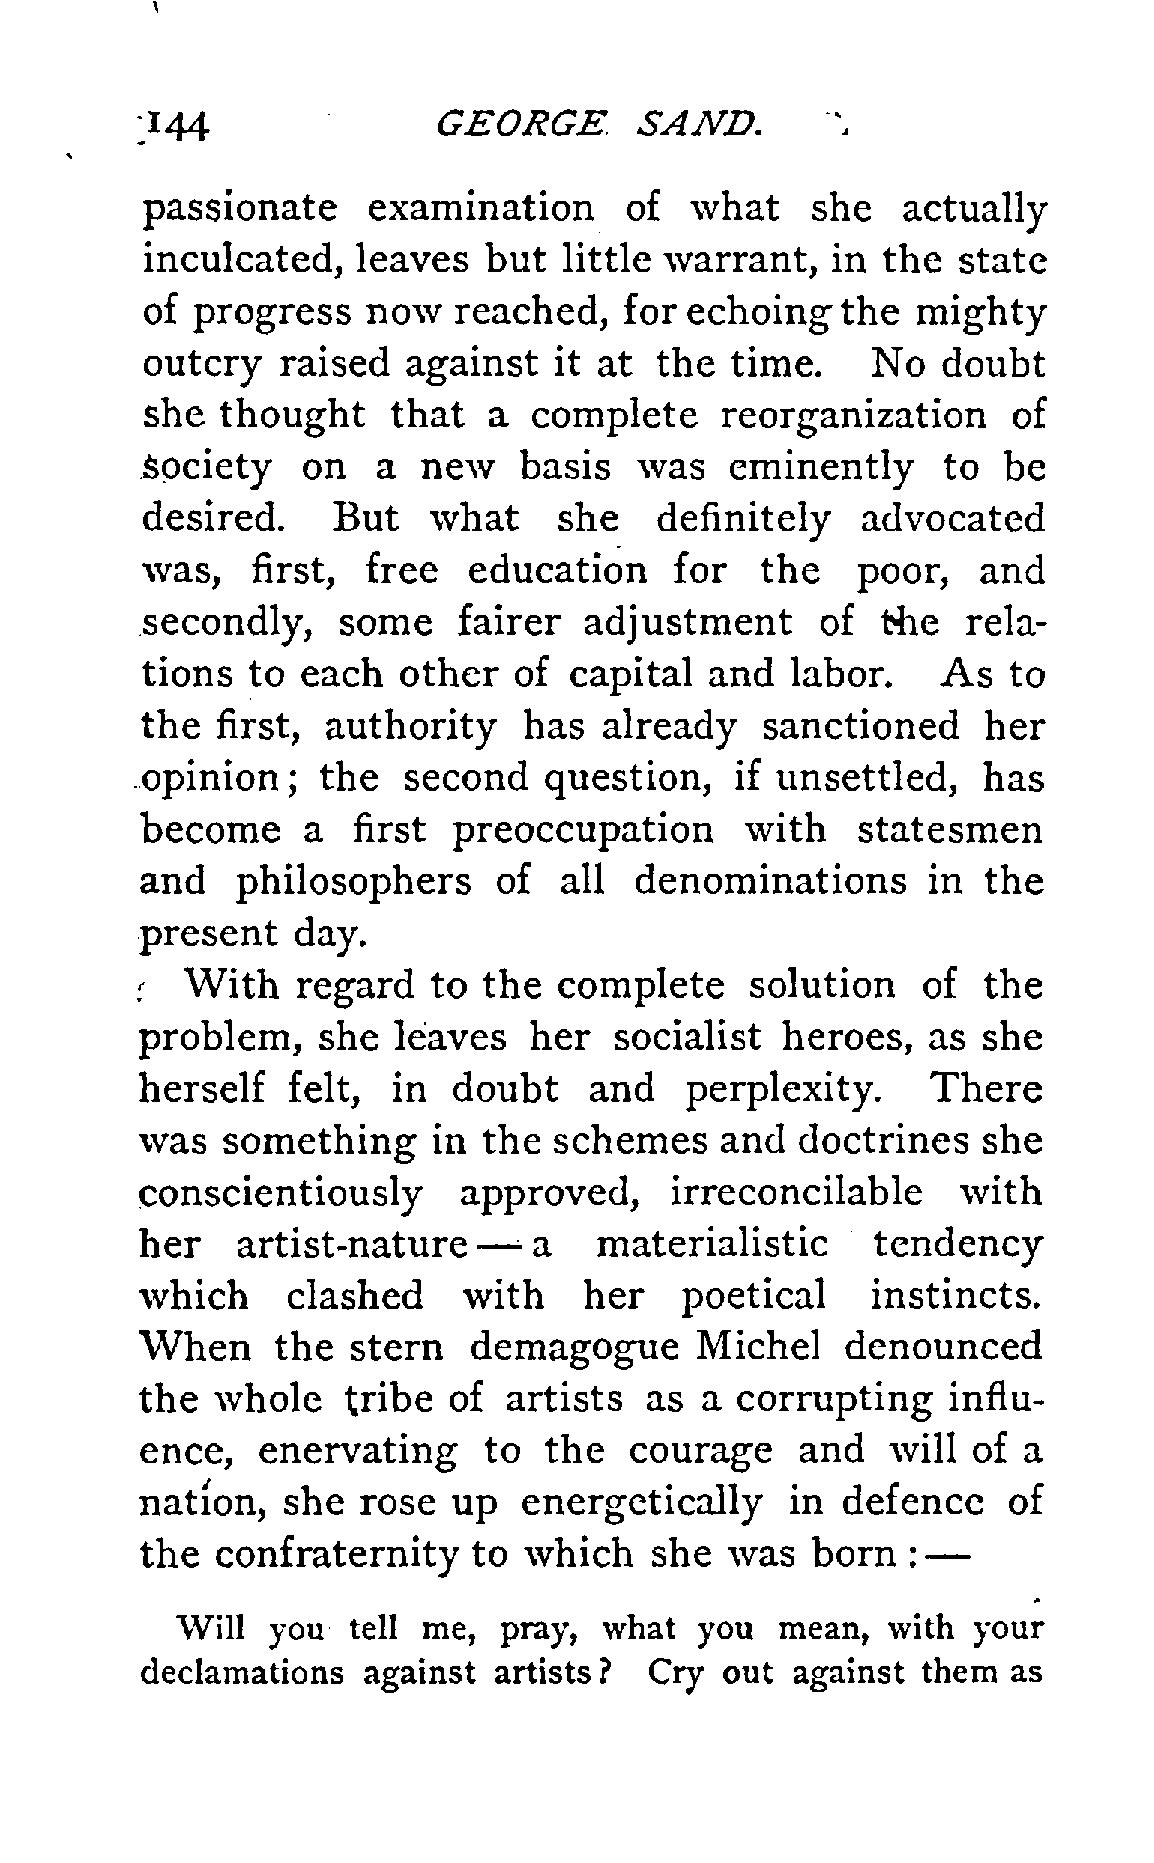 144 GEORGE SAND.
passionate examination of what she actually
inculcated, leaves but little warrant, in the state
of progress now reached, for echoing the mighty
outcry raised against it at the time. No doubt
she thought that a complete reorganization of
society on a new basis was eminently to be
desired. But what she definitely advocated
was, first, free education for the poor, and
secondly, some fairer adjustment of the rela-
tions to each other of capital and labor. As to
the first, authority has already sanctioned her
opinion; the second question, if unsettled, has
become a first preoccupation with statesmen
and philosophers of all denominations in the
present day.
With regard to the complete solution of the
problem, she leaves her socialist heroes, as she
herself felt, in doubt and perplexity. There
was something in the schemes and doctrines she
conscientiously approved, irreconcilable with
her artist-nature — a materialistic tendency
which clashed with her poetical instincts.
When the stern demagogue Michel denounced
the whole tribe of artists as a corrupting influ-
ence, enervating to the courage and will of a
nation, she rose up energetically in defence of
the confraternity to which she was born :—
Will you tell me, pray, what you mean, with your
declamations against artists? Cry out against them as